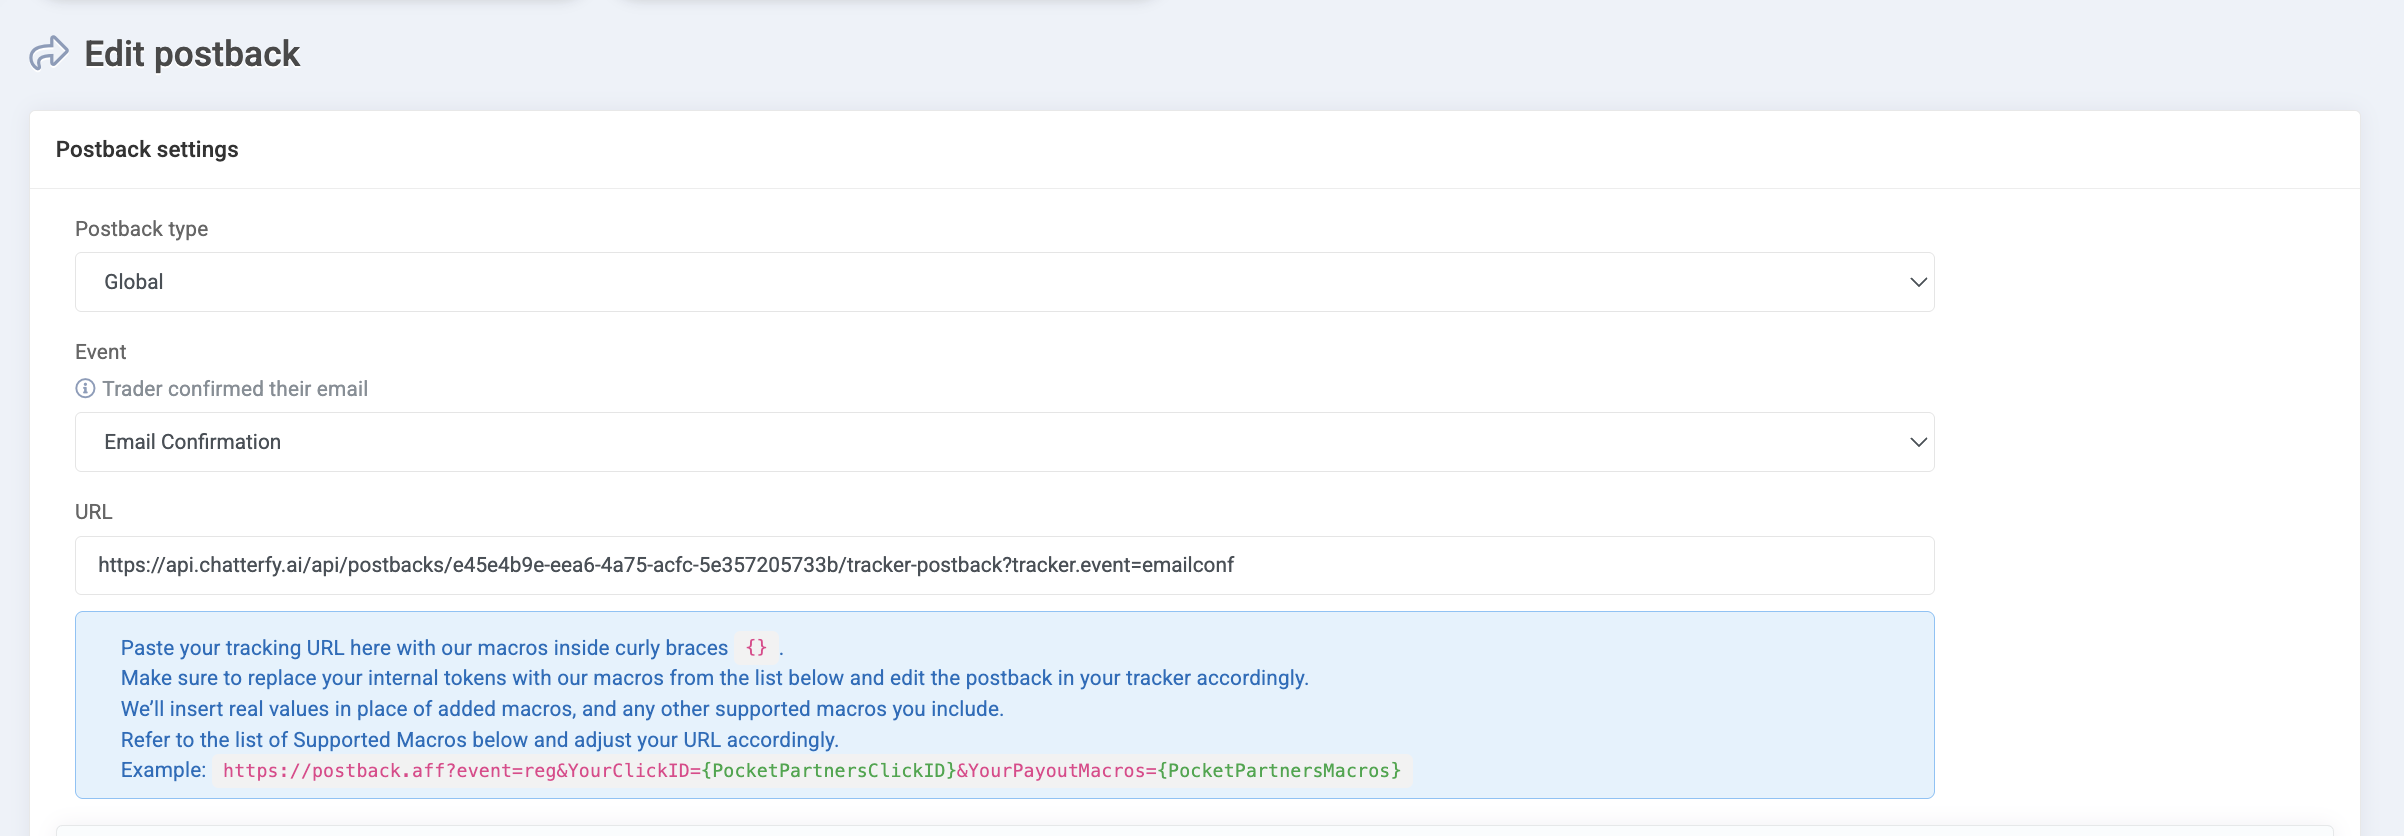 Edit postback
Postback settings
Postback type
Global
Event
Trader confirmed their email
Email Confirmation
URL
https://api.chatterfy.ai/api/postbacks/e45e4b9e-eea6-4a75-acfc-5e357205733b/tracker-postback?tracker.event=emailconf
Paste your tracking URL here with our macros inside curly braces {} .
Make sure to replace your internal tokens with our macros from the list below and edit the postback in your tracker accordingly.
We’ll insert real values in place of added macros, and any other supported macros you include.
Refer to the list of Supported Macros below and adjust your URL accordingly.
Example: https://postback.aff?event=reg&YourClickID={PocketPartnersClickID}&YourPayoutMacros={PocketPartnersMacros}